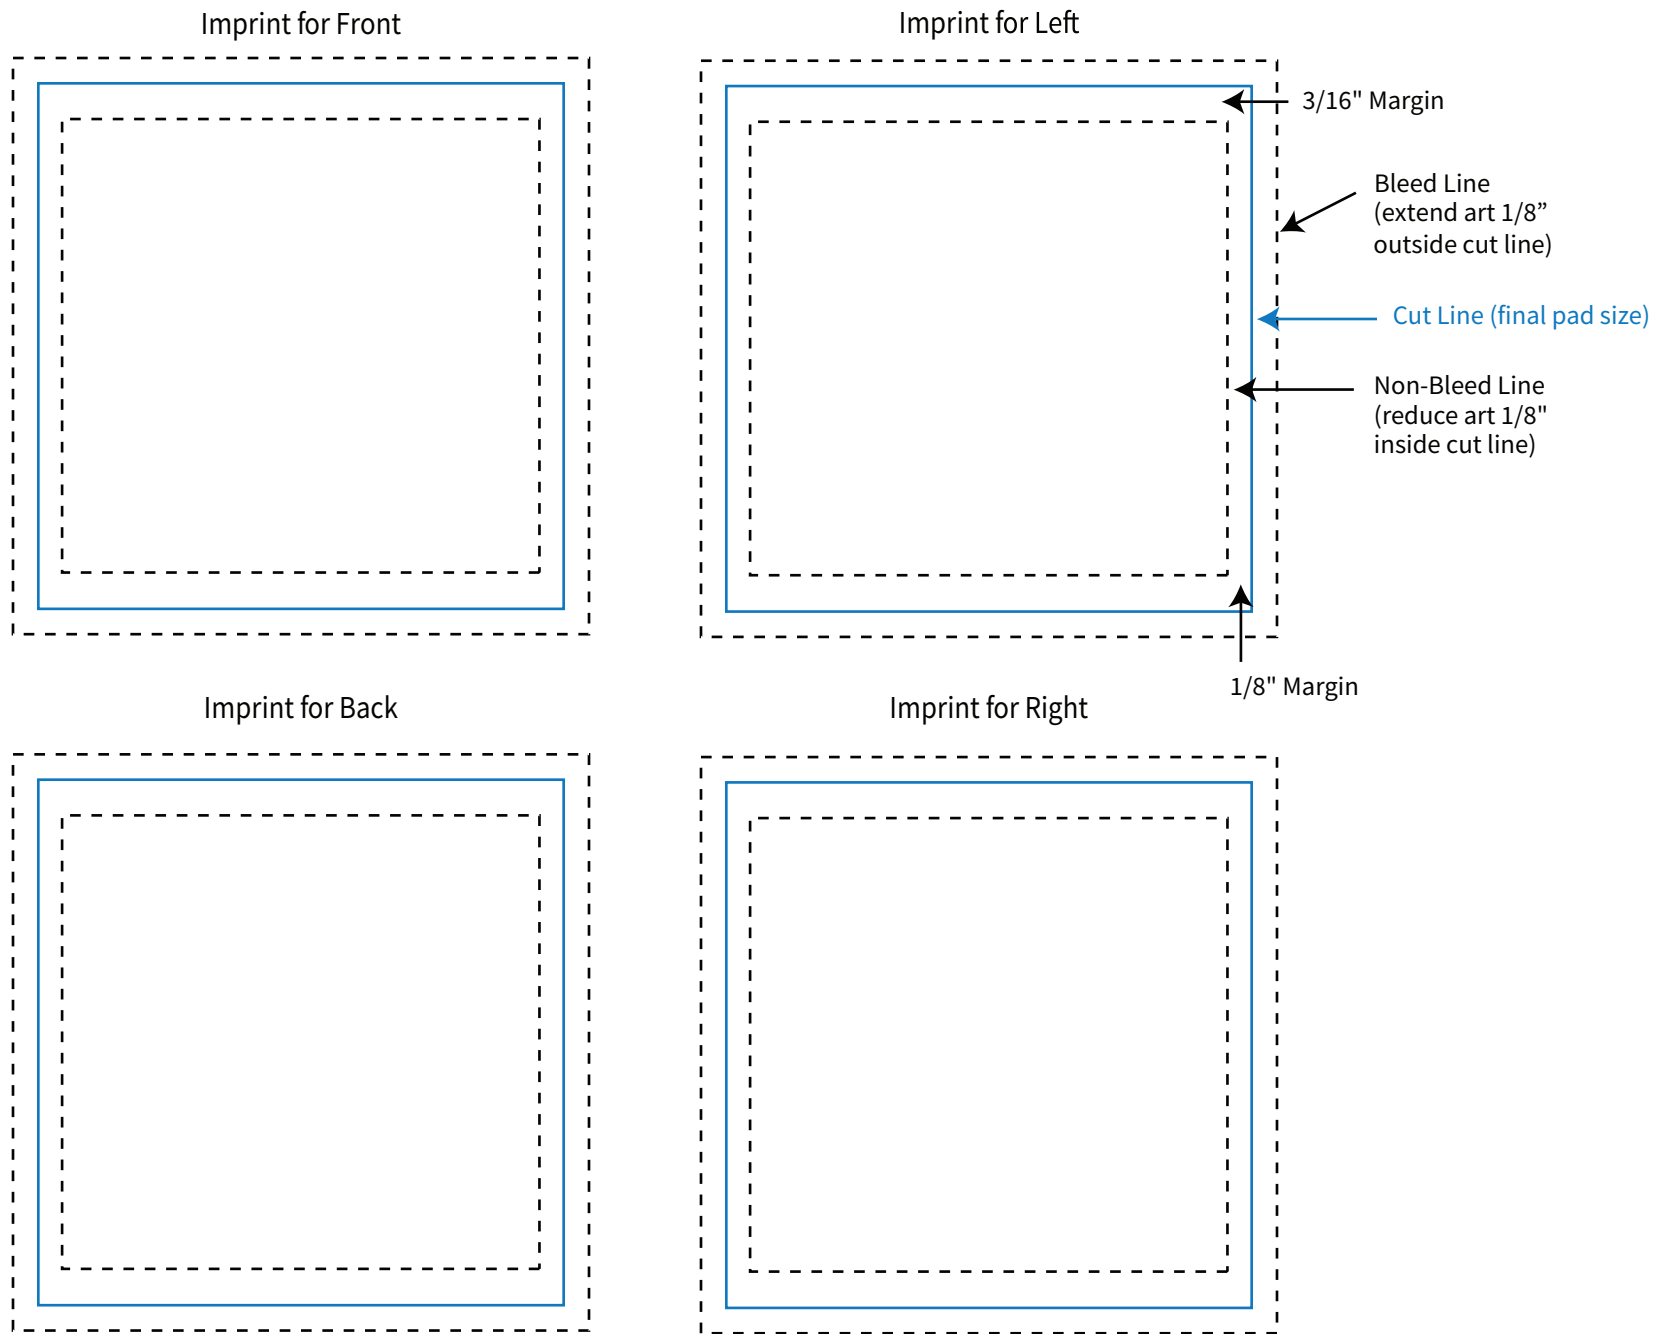 Imprint for Front
Imprint for Left
3/16" Margin
Bleed Line
(extend art 1/8”
outside cut line)
Cut Line (final pad size)
Non-Bleed Line
(reduce art 1/8"
inside cut line)
1/8" Margin
Imprint for Back
Imprint for Right